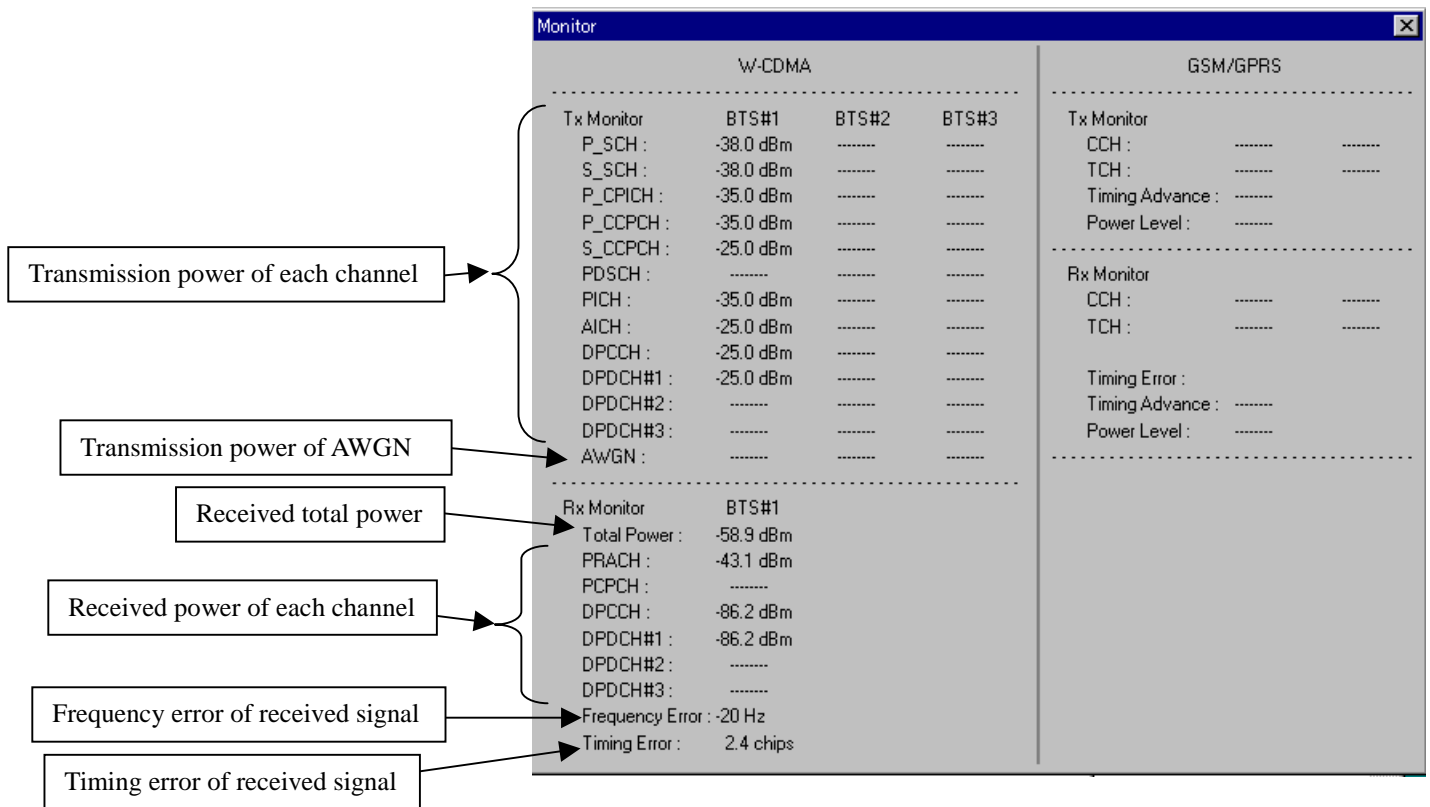 Monitor
W-CDMA
Tx Monitor BTS#1 BTS#2 BTS#3
P_SCH : -38.0 dBm -------- --------
S_SCH : -38.0 dBm -------- --------
P_CPICH : -35.0 dBm -------- --------
P_CCPCH : -35.0 dBm -------- --------
S_CCPCH : -25.0 dBm -------- --------
PDSCH : -------- -------- --------
PICH : -35.0 dBm -------- --------
AICH : -25.0 dBm -------- --------
DPCCH : -25.0 dBm -------- --------
DPDCH#1 : -25.0 dBm -------- --------
DPDCH#2 : -------- -------- --------
DPDCH#3 : -------- -------- --------
AWGN : -------- -------- --------
Rx Monitor BTS#1
Total Power : -58.9 dBm
PRACH : -43.1 dBm
PCPCH : --------
DPCCH : -86.2 dBm
DPDCH#1 : -86.2 dBm
DPDCH#2 : --------
DPDCH#3 : --------
Frequency Error : -20 Hz
Timing Error : 2.4 chips
GSM/GPRS
Tx Monitor
CCH : -------- --------
TCH : -------- --------
Timing Advance : --------
Power Level : --------
Rx Monitor
CCH : -------- --------
TCH : -------- --------
Timing Error :
Timing Advance : --------
Power Level : --------
Transmission power of each channel
Transmission power of AWGN
Received total power
Received power of each channel
Frequency error of received signal
Timing error of received signal